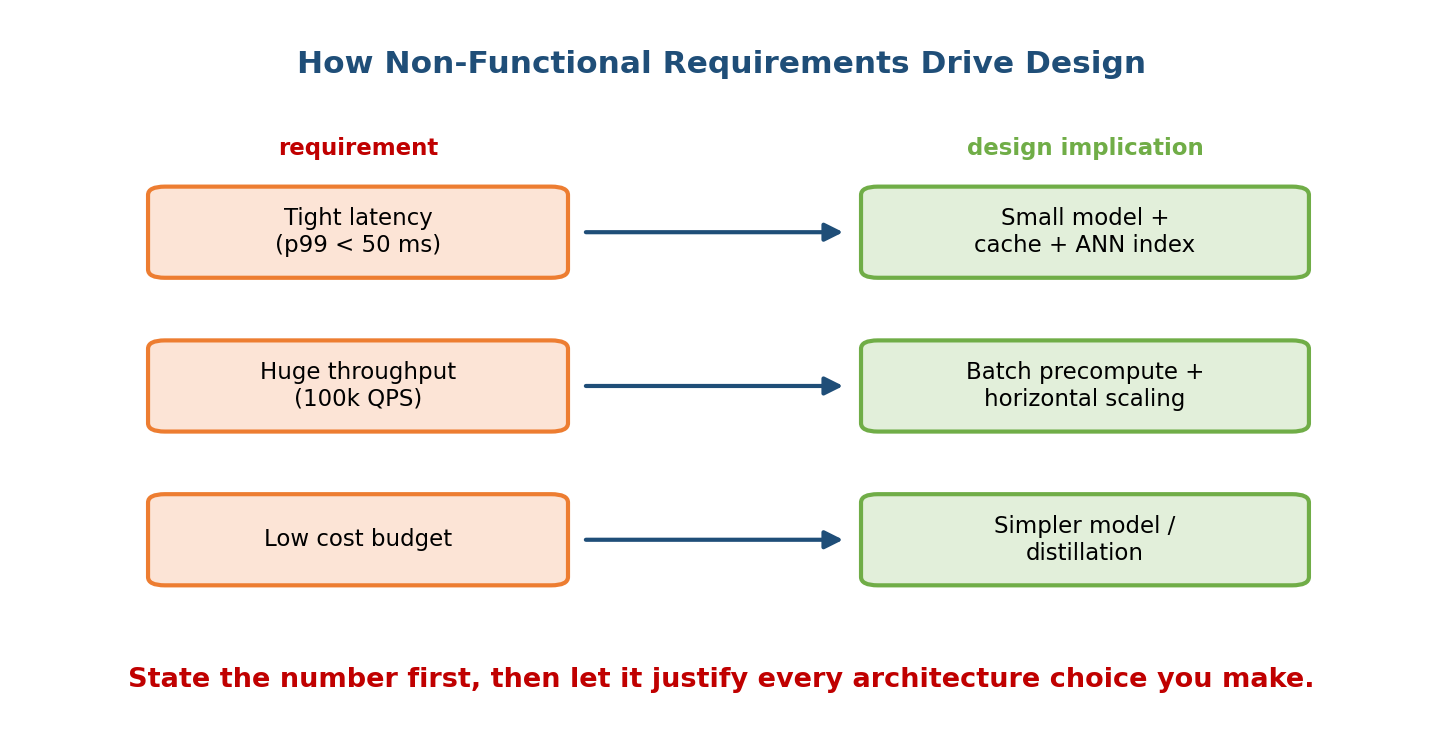 How Non-Functional Requirements Drive Design
requirement
design implication
Tight latency
(p99 < 50 ms)
Small model +
cache + ANN index
Huge throughput
(100k QPS)
Batch precompute +
horizontal scaling
Low cost budget
Simpler model /
distillation
State the number first, then let it justify every architecture choice you make.